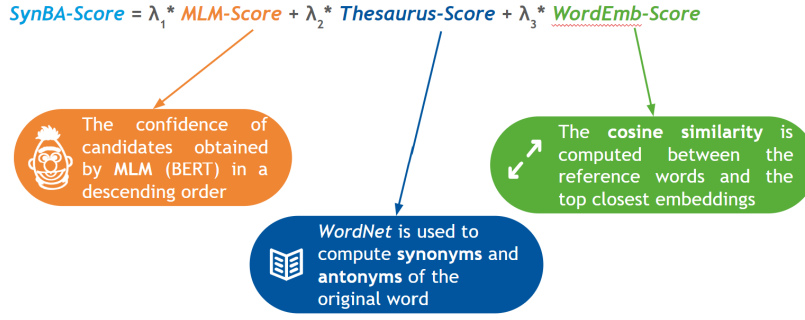 SynBA-Score = λ₁* MLM-Score + λ₂* Thesaurus-Score + λ₃* WordEmb-Score
The confidence of
candidates obtained
by MLM (BERT) in a
descending order
The cosine similarity is
computed between the
reference words and the
top closest embeddings
WordNet is used to
compute synonyms and
antonyms of the
original word